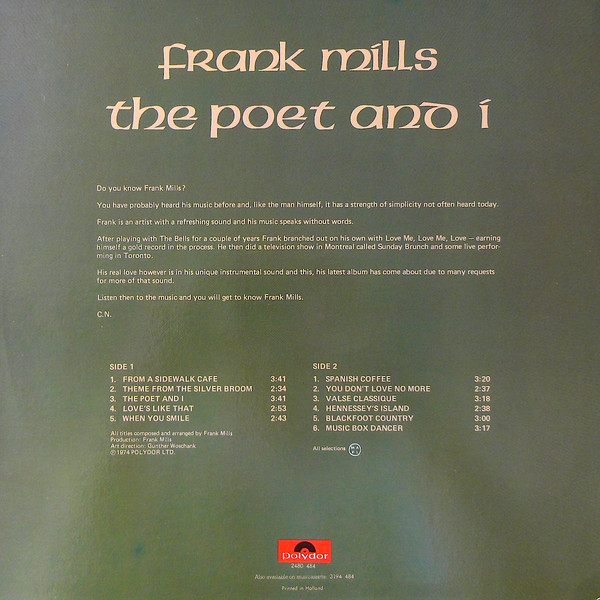 frank mills
the poet and i
Do you know Frank Mills?
You have probably heard his music before and, like the man himself, it has a strength of simplicity not often heard today.
Frank is an artist with a refreshing sound and his music speaks without words.
After playing with The Bells for a couple of years Frank branched out on his own with Love Me, Love Me, Love — earning
himself a gold record in the process. He then did a television show in Montreal called Sunday Brunch and some live perfor-
ming in Toronto.
His real love however is in his unique instrumental sound and this, his latest album has come about due to many requests
for more of that sound.
Listen then to the music and you will get to know Frank Mills.
C.N.
SIDE 1
1. FROM A SIDEWALK CAFE 3:41
2. THEME FROM THE SILVER BROOM 2:34
3. THE POET AND I 3:41
4. LOVE'S LIKE THAT 2:53
5. WHEN YOU SMILE 2:43
All titles composed and arranged by Frank Mills
Production: Frank Mills
Art direction: Gunther Woschank
℗ 1974 POLYDOR LTD.
SIDE 2
1. SPANISH COFFEE 3:20
2. YOU DON'T LOVE NO MORE 2:37
3. VALSE CLASSIQUE 3:18
4. HENNESSEY'S ISLAND 2:38
5. BLACKFOOT COUNTRY 3:00
6. MUSIC BOX DANCER 3:17
All selections
polydor
2480 484
Also available on musicassette: 3194 484
Printed in Holland